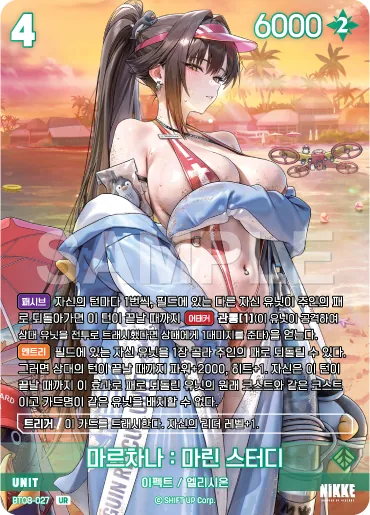 4
6000 2
SAMPLE
패시브 자신의 턴마다 1번씩, 필드에 있는 다른 자신 유닛이 주인의 패
로 되돌아가면 이 턴이 끝날 때까지, 어태커 관통[1](이 유닛이 공격하여
상대 유닛을 전투로 트래시했다면 상대에게 1대미지를 준다)을 얻는다.
엔트리 필드에 있는 자신 유닛을 1장 골라 주인의 패로 되돌릴 수 있다.
그러면 상대의 턴이 끝날 때까지 파워+2000, 히트+1. 자신은 이 턴이
끝날 때까지 이 효과로 패로 되돌린 유닛의 원래 코스트와 같은 코스트
이고 카드명이 같은 유닛을 배치할 수 없다.
트리거 / 이 카드를 트래시한다. 자신의 리더 레벨+1.
마르차나 : 마린 스터디
UNIT
이펙트 / 엘리시온
BT08-027 UR
© SHIFT UP Corp.
NIKKE